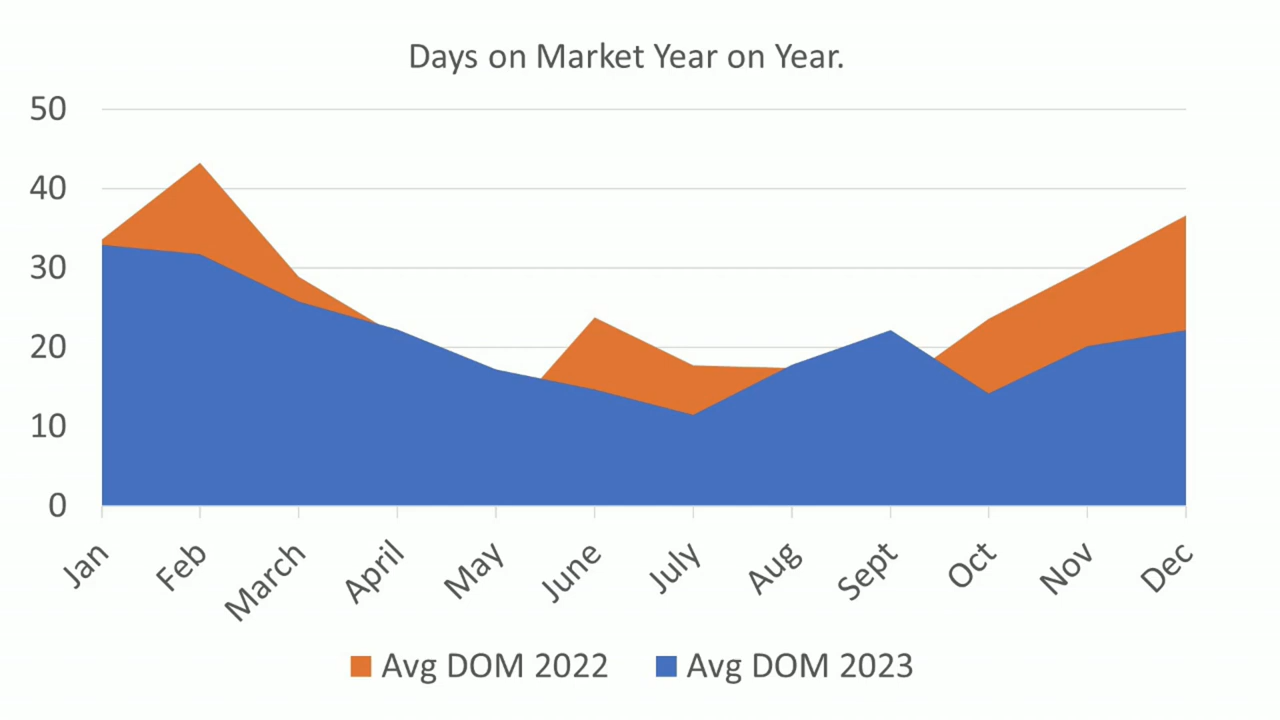 Days on Market Year on Year.
50
40
30
20
10
0
Jan
Feb
March
April
May
June
July
Aug
Sept
Oct
Nov
Dec
Avg DOM 2022
Avg DOM 2023